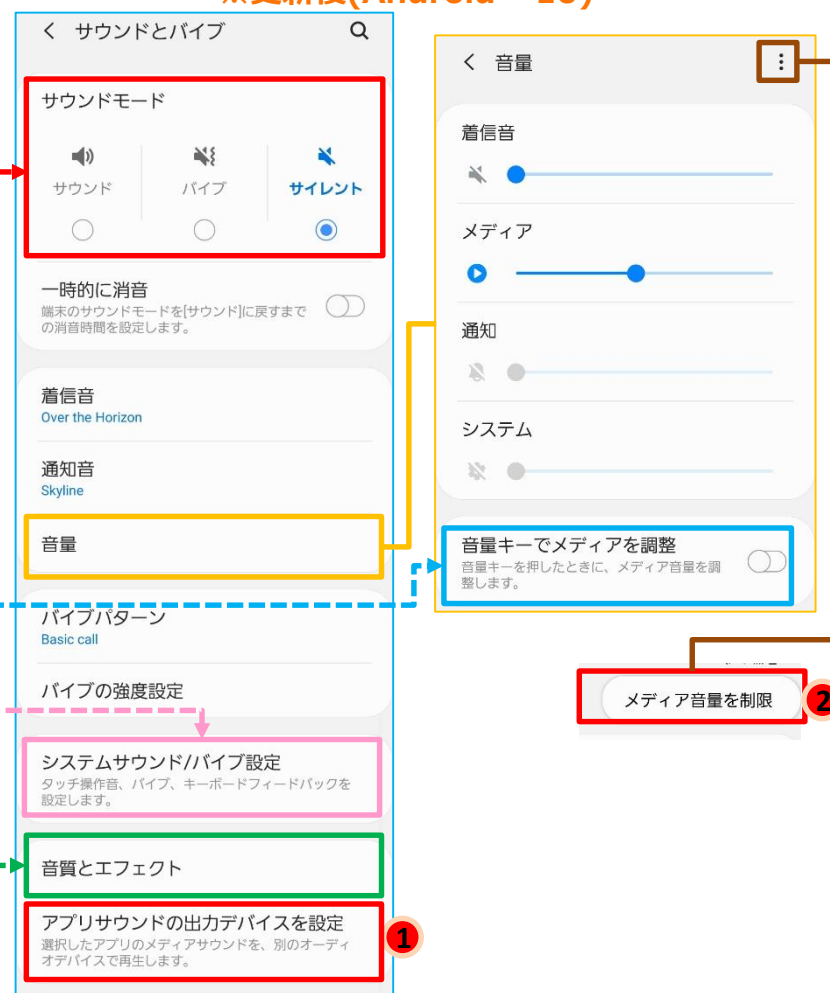 ※更新後(Android 10)
サウンドとバイブ
サウンドモード
サウンド
バイブ
サイレント
一時的に消音
端末のサウンドモードを[サウンド]に戻すまで
の消音時間を設定します。
着信音
Over the Horizon
通知音
Skyline
音量
バイブパターン
Basic call
バイブの強度設定
システムサウンド/バイブ設定
タッチ操作音、バイブ、キーボードフィードバックを
設定します。
音質とエフェクト
アプリサウンドの出力デバイスを設定
選択したアプリのメディアサウンドを、別のオーディ
オデバイスで再生します。
1
音量
着信音
メディア
通知
システム
音量キーでメディアを調整
音量キーを押したときに、メディア音量を調
整します。
メディア音量を制限
2